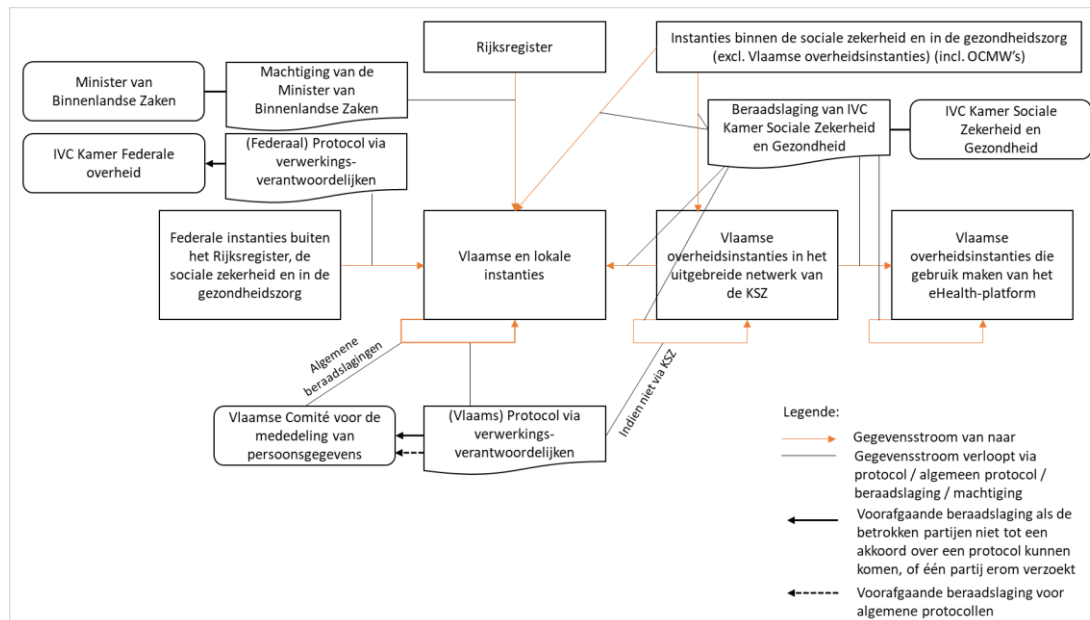 Rijksregister
Instanties binnen de sociale zekerheid en in de gezondheidszorg
(excl. Vlaamse overheidsinstanties) (incl. OCMW's)
Minister van
Binnenlandse Zaken
Machtiging van de
Minister van
Binnenlandse Zaken
Beraadslaging van IVC
Kamer Sociale Zekerheid
en Gezondheid
IVC Kamer Sociale
Zekerheid en
Gezondheid
IVC Kamer Federale
overheid
(Federaal) Protocol via
verwerkings-
verantwoordelijken
Federale instanties buiten
het Rijksregister, de
sociale zekerheid en in de
gezondheidszorg
Vlaamse en lokale
instanties
Vlaamse
overheidsinstanties in het
uitgebreide netwerk van
de KSZ
Vlaamse
overheidsinstanties die
gebruik maken van het
eHealth-platform
Algemene
beraadslagingen
Indien niet via KSZ
Vlaamse Comité voor de
mededeling van
persoonsgegevens
(Vlaams) Protocol via
verwerkings-
verantwoordelijken
Legende:
Gegevensstroom van naar
Gegevensstroom verloopt via
protocol / algemeen protocol /
beraadslaging / machtiging
Voorafgaande beraadslaging als de
betrokken partijen niet tot een
akkoord over een protocol kunnen
komen, of één partij erom verzoekt
Voorafgaande beraadslaging voor
algemene protocollen